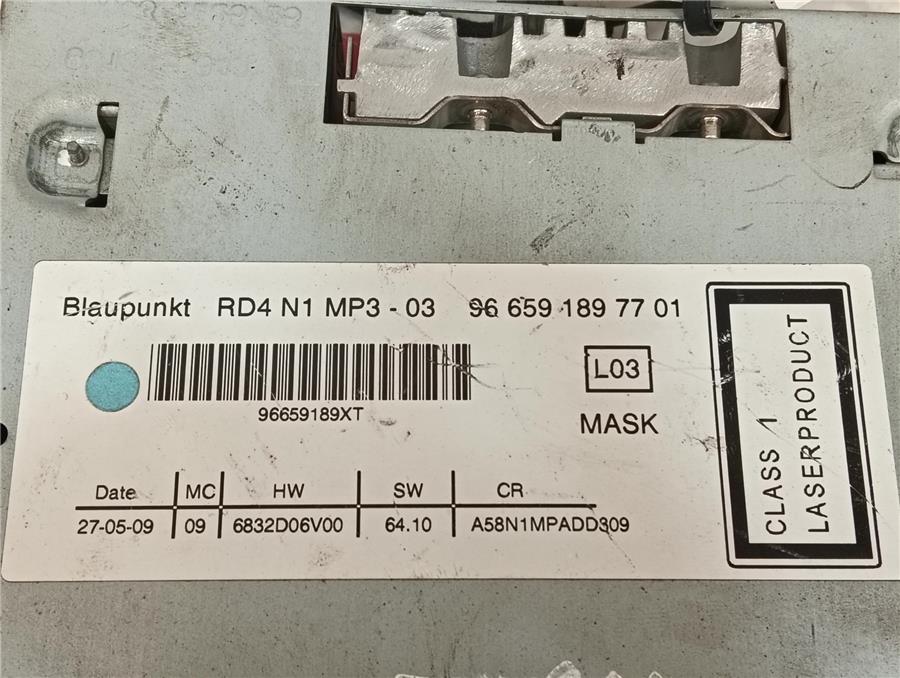 Blaupunkt RD4 N1 MP3 - 03 96 659 189 77 01
96659189XT
L03
MASK
Date MC HW SW CR
27-05-09 09 6832D06V00 64.10 A58N1MPADD309
CLASS 1
LASERPRODUCT